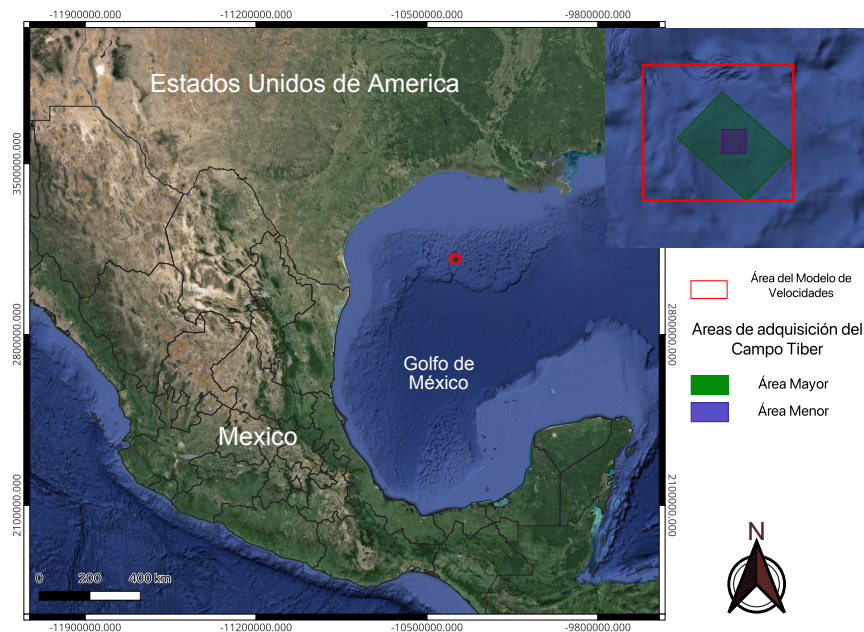 -11900000.000 -11200000.000 -10500000.000 -9800000.000
Estados Unidos de America
3500000.000
Área del Modelo de
Velocidades
2800000.000
2800000.000
Areas de adquisición del
Campo Tiber
Golfo de
México
Área Mayor
Área Menor
Mexico
2100000.000
2100000.000
N
0 200 400 km
-11900000.000 -11200000.000 -10500000.000 -9800000.000